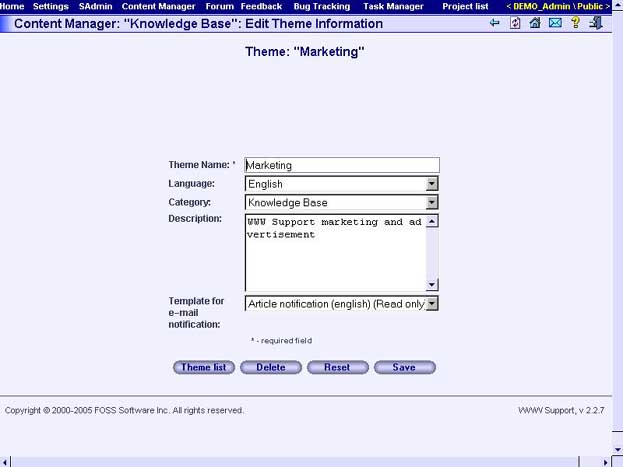 Home Settings SAdmin Content Manager Forum Feedback Bug Tracking Task Manager Project list < DEMO_Admin \ Public >
Content Manager: "Knowledge Base": Edit Theme Information
Theme: "Marketing"
Theme Name: * Marketing
Language: English
Category: Knowledge Base
Description: WWW Support marketing and ad
vertisement
Template for Article notification (english) (Read only)
e-mail
notification:
* - required field
Theme list Delete Reset Save
Copyright © 2000-2005 FOSS Software Inc. All rights reserved. WWW Support, v 2.2.7